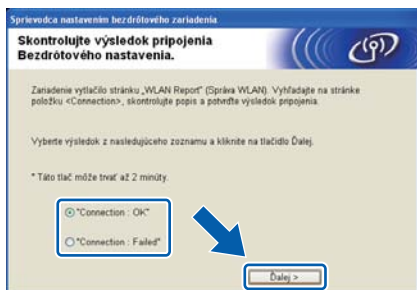 Sprievodca nastavením bezdrôtového zariadenia
Skontrolujte výsledok pripojenia
Bezdrôtového nastavenia.
Zariadenie vytlačilo stránku „WLAN Report" (Správa WLAN). Vyhľadajte na stránke
položku <Connection>, skontrolujte popis a potvrďte výsledok pripojenia.
Vyberte výsledok z nasledujúceho zoznamu a kliknite na tlačidlo Ďalej.
* Táto tlač môže trvať až 2 minúty.
"Connection : OK"
"Connection : Failed"
Ďalej >